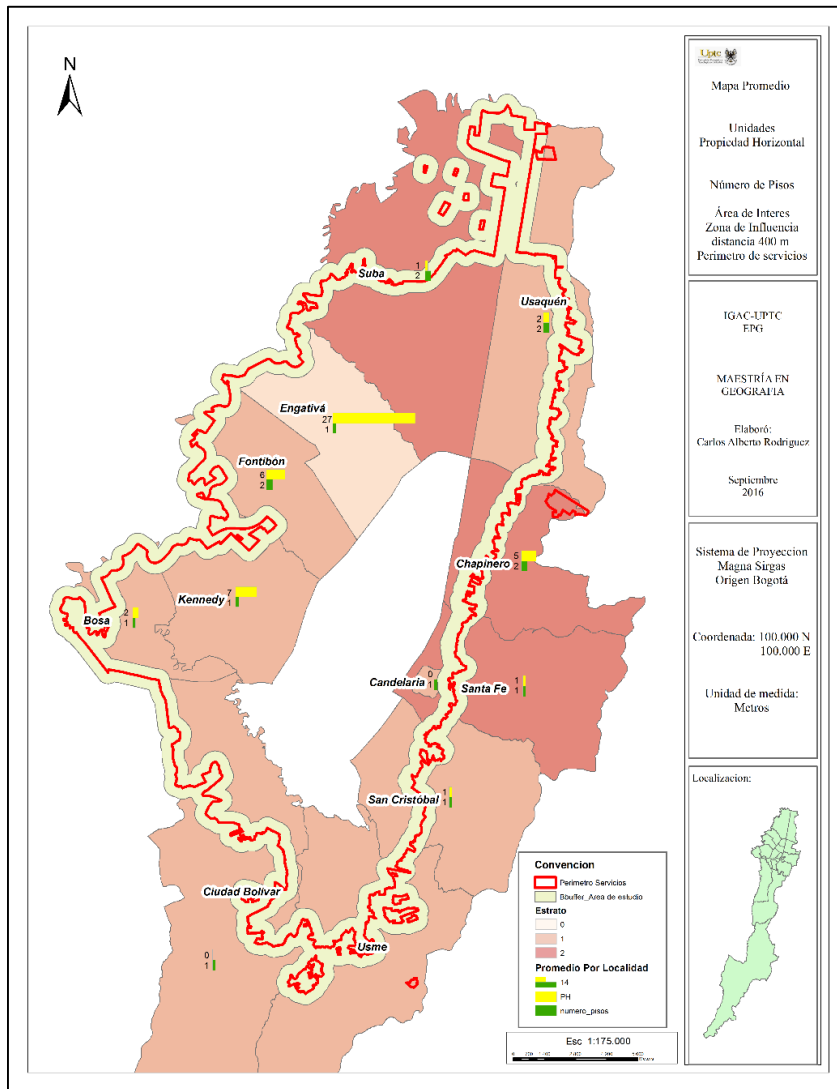 N
Suba
1
2
Usaquén
2
2
Engativá
27
1
Fontibón
6
2
Chapinero
5
2
Kennedy
7
1
Bosa
2
1
Candelaria
0
1
Santa Fe
1
1
San Cristóbal
1
1
Ciudad Bolívar
0
1
Usme
Convencion
Perimetro Servicios
Bbuffer_Area de estudio
Estrato
0
1
2
Promedio Por Localidad
14
PH
numero_pisos
Esc 1:175.000
Uptc
Mapa Promedio
Unidades
Propiedad Horizontal
Número de Pisos
Área de Interes
Zona de Influencia
distancia 400 m
Perimetro de servicios
IGAC-UPTC
EPG
MAESTRÍA EN
GEOGRAFIA
Elaboró:
Carlos Alberto Rodriguez
Septiembre
2016
Sistema de Proyeccion
Magna Sirgas
Origen Bogotá
Coordenada: 100.000 N
100.000 E
Unidad de medida:
Metros
Localizacion: